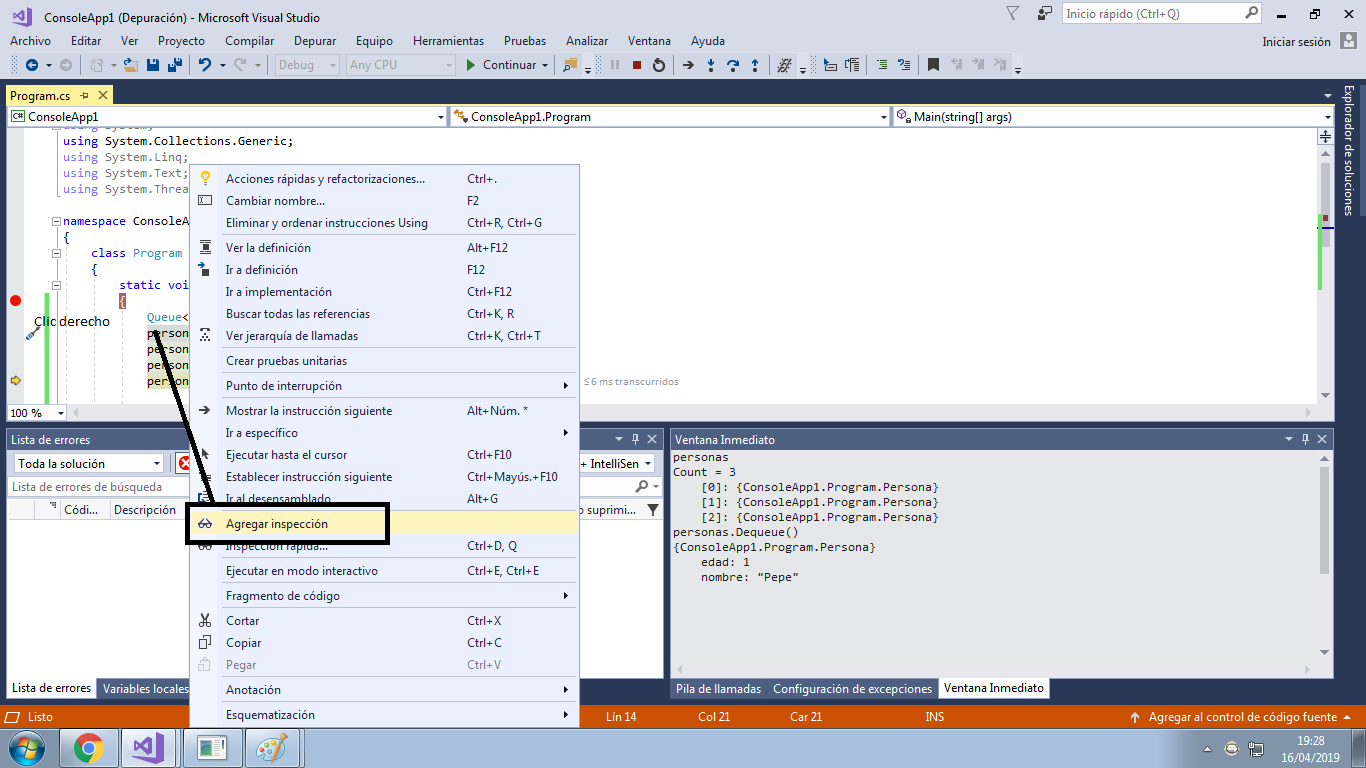 ConsoleApp1 (Depuración) - Microsoft Visual Studio
Inicio rápido (Ctrl+Q)
Archivo Editar Ver Proyecto Compilar Depurar Equipo Herramientas Pruebas Analizar Ventana Ayuda
Iniciar sesión
Debug Any CPU Continuar
Program.cs
Explorador de soluciones
C# ConsoleApp1 ConsoleApp1.Program Main(string[] args)
using System;
using System.Collections.Generic;
using System.Linq;
using System.Text;
using System.Threa
namespace ConsoleA
{
class Program
{
static voi
{
Queue<
Clic derecho
person
person
person
person
≤ 6 ms transcurridos
100 %
Acciones rápidas y refactorizaciones... Ctrl+.
Cambiar nombre... F2
Eliminar y ordenar instrucciones Using Ctrl+R, Ctrl+G
Ver la definición Alt+F12
Ir a definición F12
Ir a implementación Ctrl+F12
Buscar todas las referencias Ctrl+K, R
Ver jerarquía de llamadas Ctrl+K, Ctrl+T
Crear pruebas unitarias
Punto de interrupción
Mostrar la instrucción siguiente Alt+Núm. *
Ir a específico
Ejecutar hasta el cursor Ctrl+F10
Establecer instrucción siguiente Ctrl+Mayús.+F10
Ir al desensamblado Alt+G
Agregar inspección
Inspección rápida... Ctrl+D, Q
Ejecutar en modo interactivo Ctrl+E, Ctrl+E
Fragmento de código
Cortar Ctrl+X
Copiar Ctrl+C
Pegar Ctrl+V
Anotación
Esquematización
Lista de errores
Toda la solución
+ IntelliSen
Lista de errores de búsqueda
Códi... Descripción
o suprimi...
Lista de errores Variables locales
Ventana Inmediato
personas
Count = 3
[0]: {ConsoleApp1.Program.Persona}
[1]: {ConsoleApp1.Program.Persona}
[2]: {ConsoleApp1.Program.Persona}
personas.Dequeue()
{ConsoleApp1.Program.Persona}
edad: 1
nombre: "Pepe"
Pila de llamadas Configuración de excepciones Ventana Inmediato
Listo Lín 14 Col 21 Car 21 INS Agregar al control de código fuente
19:28
16/04/2019